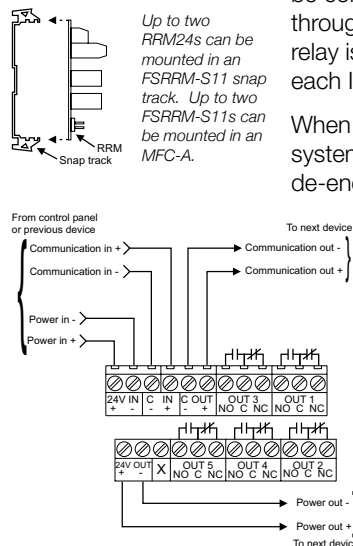 Up to two
RRM24s can be
mounted in an
FSRRM-S11 snap
track. Up to two
FSRRM-S11s can
be mounted in an
MFC-A.
RRM
Snap track
through
relay is
each I
When
system
de-en
From control panel
or previous device
Communication in +
Communication in -
Power in -
Power in +
To next device
Communication out -
Communication out +
24V IN C IN C OUT OUT 3 OUT 1
+ - - + - + NO C NC NO C NC
24V OUT X OUT 5 OUT 4 OUT 2
+ - NO C NC NO C NC NO C NC
Power out -
Power out +
To next device